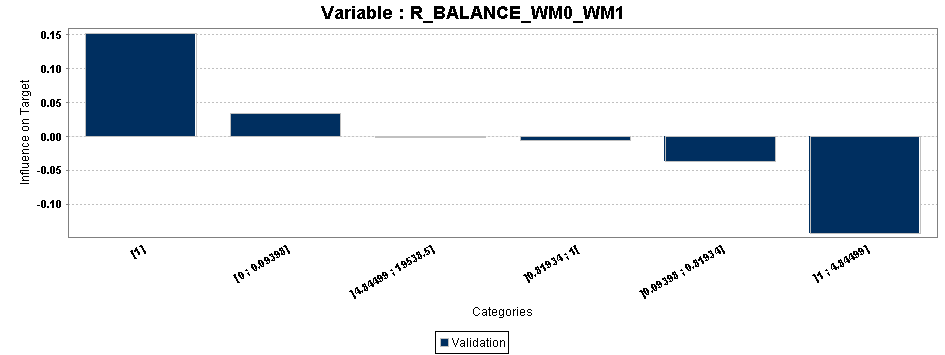 Variable : R_BALANCE_WM0_WM1
0.15
0.10
0.05
0.00
-0.05
-0.10
Influence on Target
[1]
[0 ; 0.09398]
]4.84499 ; 19538.5]
]0.81934 ; 1[
]0.09398 ; 0.81934]
]1 ; 4.84499]
Categories
Validation